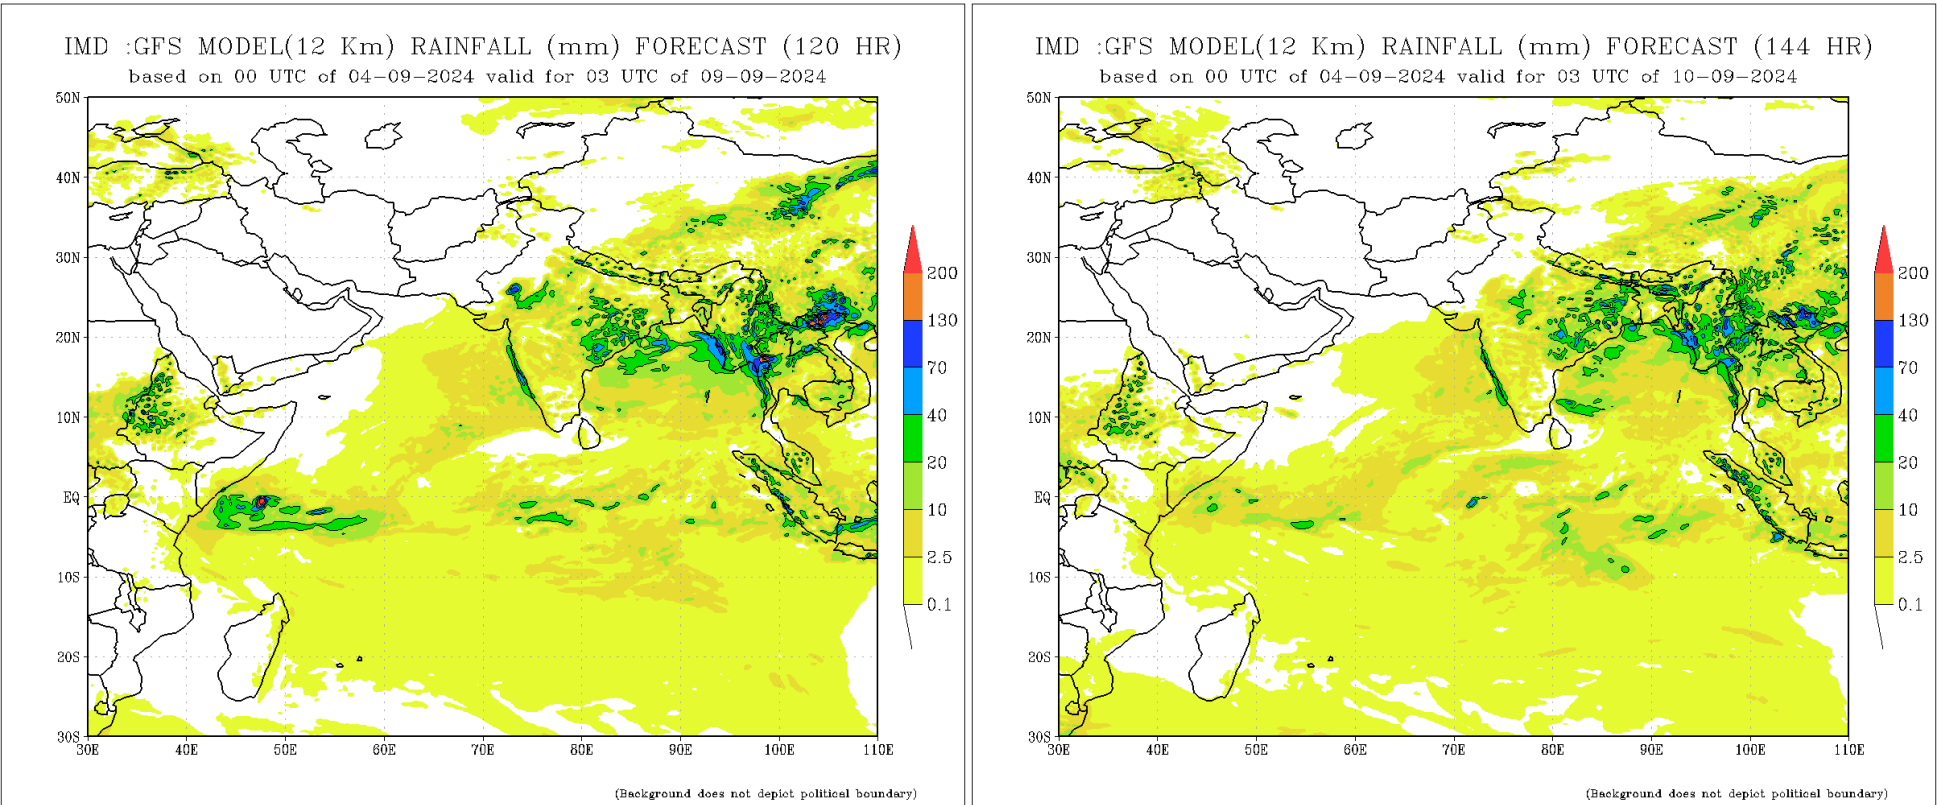 IMD :GFS MODEL(12 Km) RAINFALL (mm) FORECAST (120 HR)
based on 00 UTC of 04-09-2024 valid for 03 UTC of 09-09-2024
50N
40N
30N
20N
10N
EQ
10S
20S
30S
30E 40E 50E 60E 70E 80E 90E 100E 110E
200
130
70
40
20
10
2.5
0.1
(Background does not depict political boundary)
IMD :GFS MODEL(12 Km) RAINFALL (mm) FORECAST (144 HR)
based on 00 UTC of 04-09-2024 valid for 03 UTC of 10-09-2024
50N
40N
30N
20N
10N
EQ
10S
20S
30S
30E 40E 50E 60E 70E 80E 90E 100E 110E
200
130
70
40
20
10
2.5
0.1
(Background does not depict political boundary)